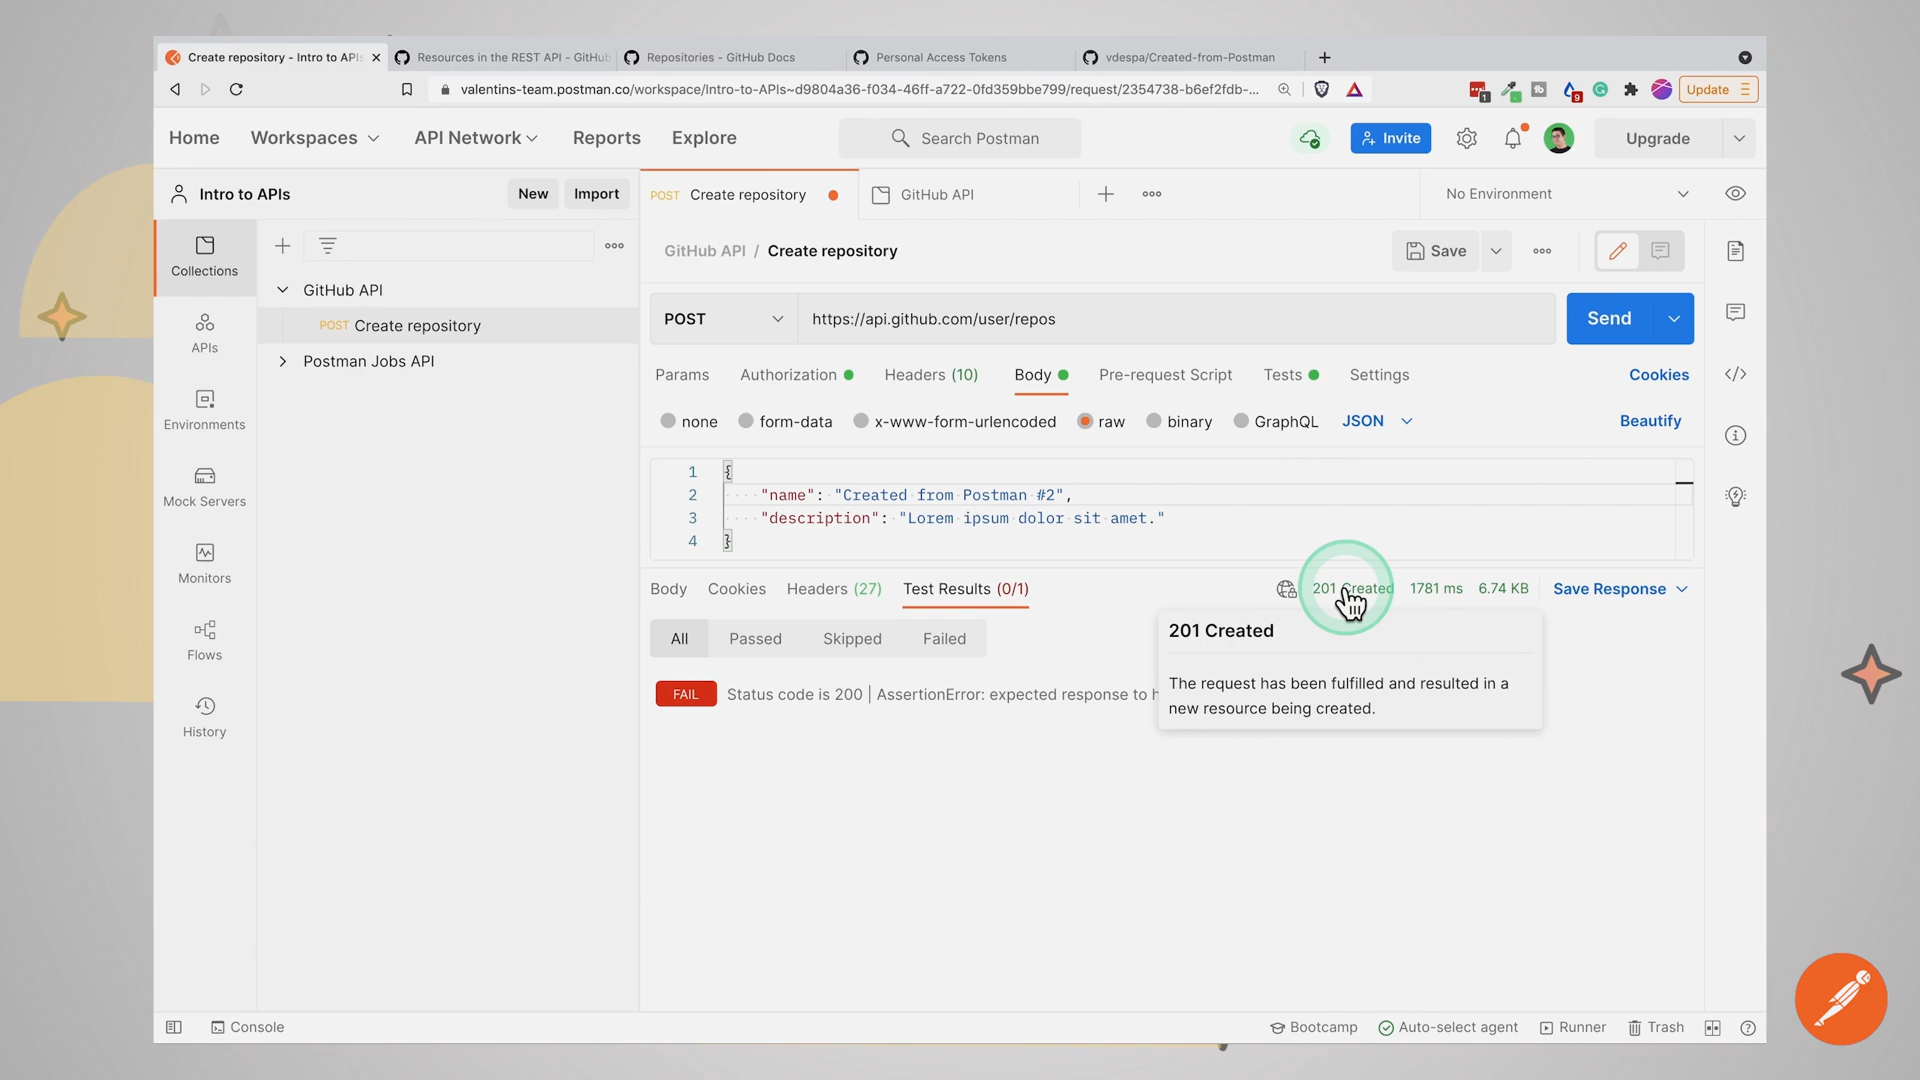 Create repository - Intro to APIs
Resources in the REST API - GitHub
Repositories - GitHub Docs
Personal Access Tokens
vdespa/Created-from-Postman
valentins-team.postman.co/workspace/Intro-to-APIs~d9804a36-f034-46ff-a722-0fd359bbe799/request/2354738-b6ef2fdb-...
1
9
Update
Home
Workspaces
API Network
Reports
Explore
Search Postman
Invite
Upgrade
Intro to APIs
New
Import
POST Create repository
GitHub API
No Environment
Collections
APIs
Environments
Mock Servers
Monitors
Flows
History
GitHub API
POST Create repository
Postman Jobs API
GitHub API / Create repository
Save
POST
https://api.github.com/user/repos
Send
Params
Authorization
Headers (10)
Body
Pre-request Script
Tests
Settings
Cookies
none
form-data
x-www-form-urlencoded
raw
binary
GraphQL
JSON
Beautify
1 {
2 "name": "Created from Postman #2",
3 "description": "Lorem ipsum dolor sit amet."
4 }
Body
Cookies
Headers (27)
Test Results (0/1)
201 Created
1781 ms
6.74 KB
Save Response
All
Passed
Skipped
Failed
FAIL
Status code is 200 | AssertionError: expected response to h
201 Created
The request has been fulfilled and resulted in a
new resource being created.
Console
Bootcamp
Auto-select agent
Runner
Trash